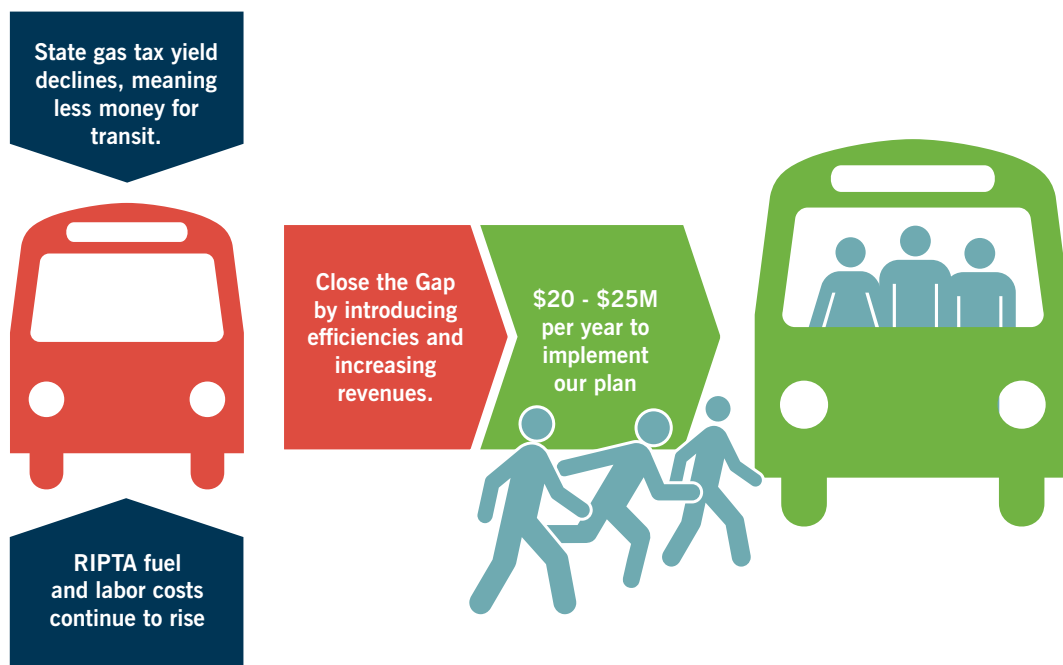 State gas tax yield
declines, meaning
less money for
transit.
Close the Gap
by introducing
efficiencies and
increasing
revenues.
$20 - $25M
per year to
implement
our plan
RIPTA fuel
and labor costs
continue to rise